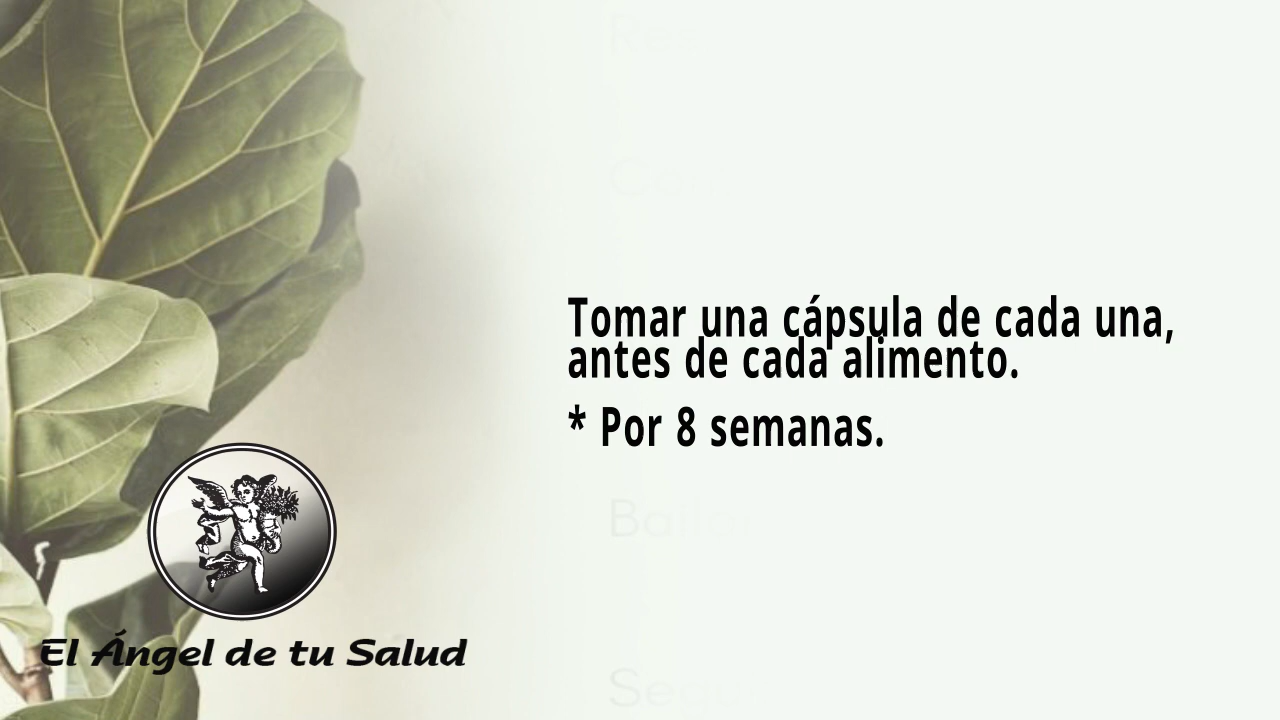 Tomar una cápsula de cada una,
antes de cada alimento.
* Por 8 semanas.
El Ángel de tu Salud